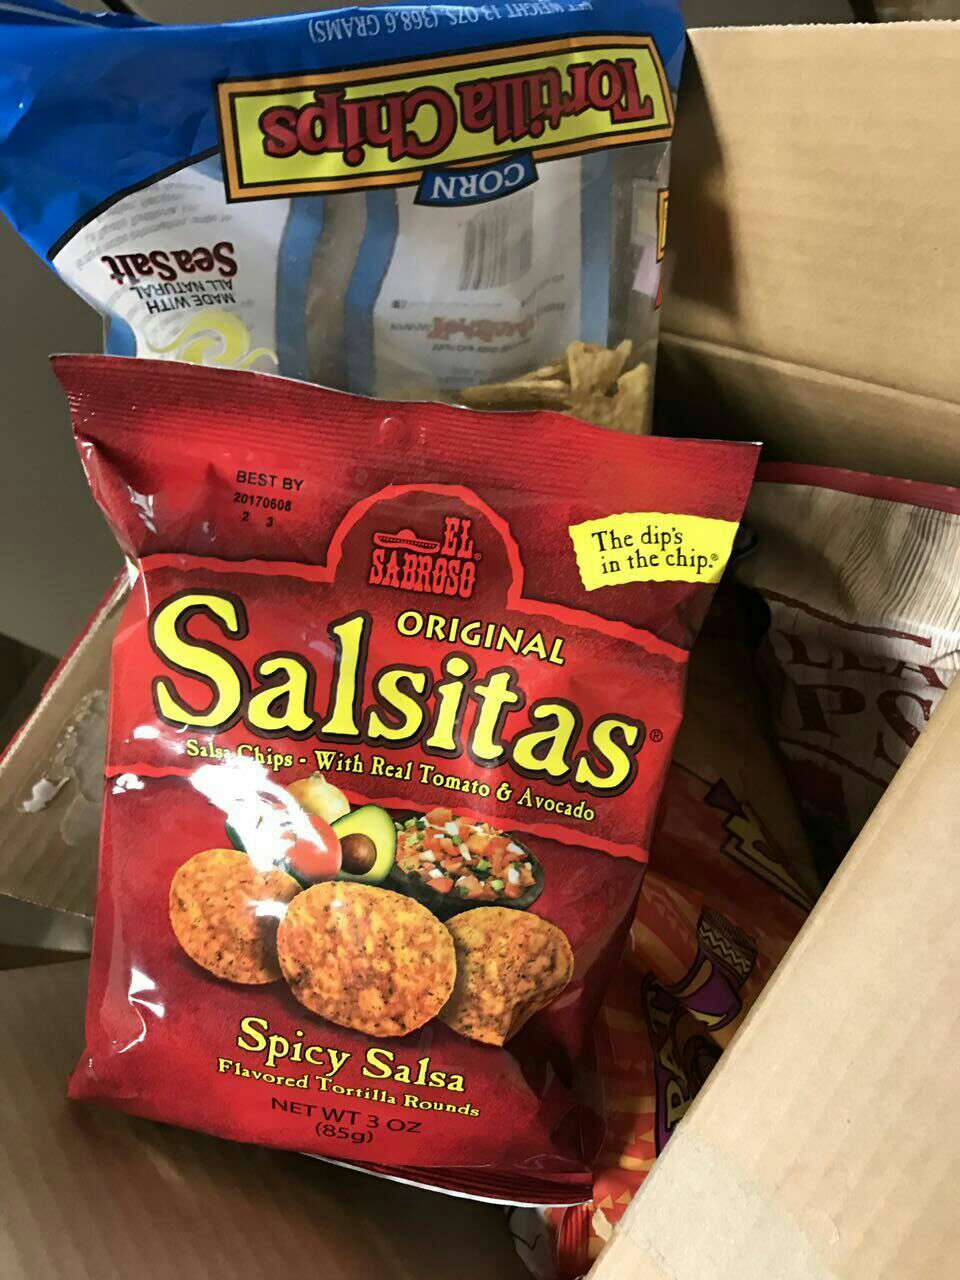 NET WEIGHT 13 OZS. (368.6 GRAMS)
Tortilla Chips
CORN
MADE WITH
ALL NATURAL
Sea Salt
BEST BY
20170608
2 3
EL
SABROSO®
The dip's
in the chip.®
ORIGINAL
Salsitas®
Salsa Chips - With Real Tomato & Avocado
Spicy Salsa
Flavored Tortilla Rounds
NET WT 3 OZ
(85g)